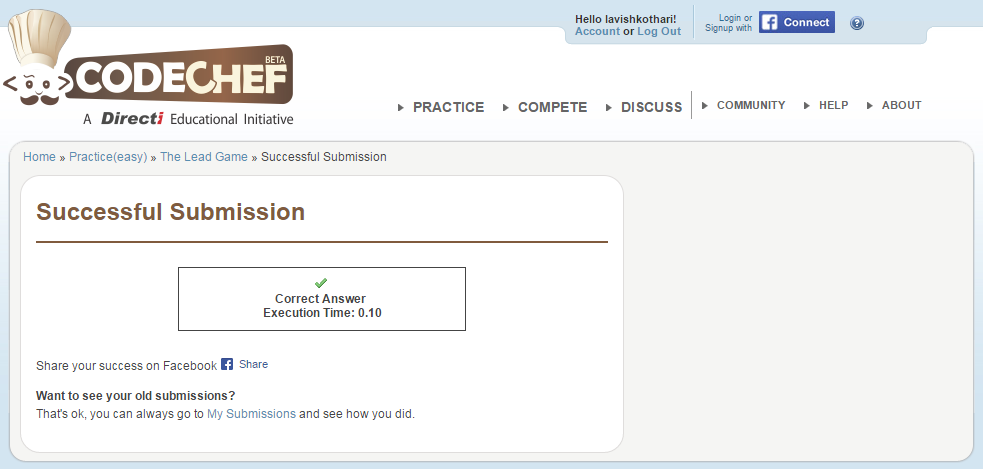 Hello lavishkothari!
Account or Log Out
Login or
Signup with
Connect
?
BETA
CODECHEF
A Directi Educational Initiative
PRACTICE
COMPETE
DISCUSS
COMMUNITY
HELP
ABOUT
Home » Practice(easy) » The Lead Game » Successful Submission
Successful Submission
Correct Answer
Execution Time: 0.10
Share your success on Facebook f Share
Want to see your old submissions?
That's ok, you can always go to My Submissions and see how you did.